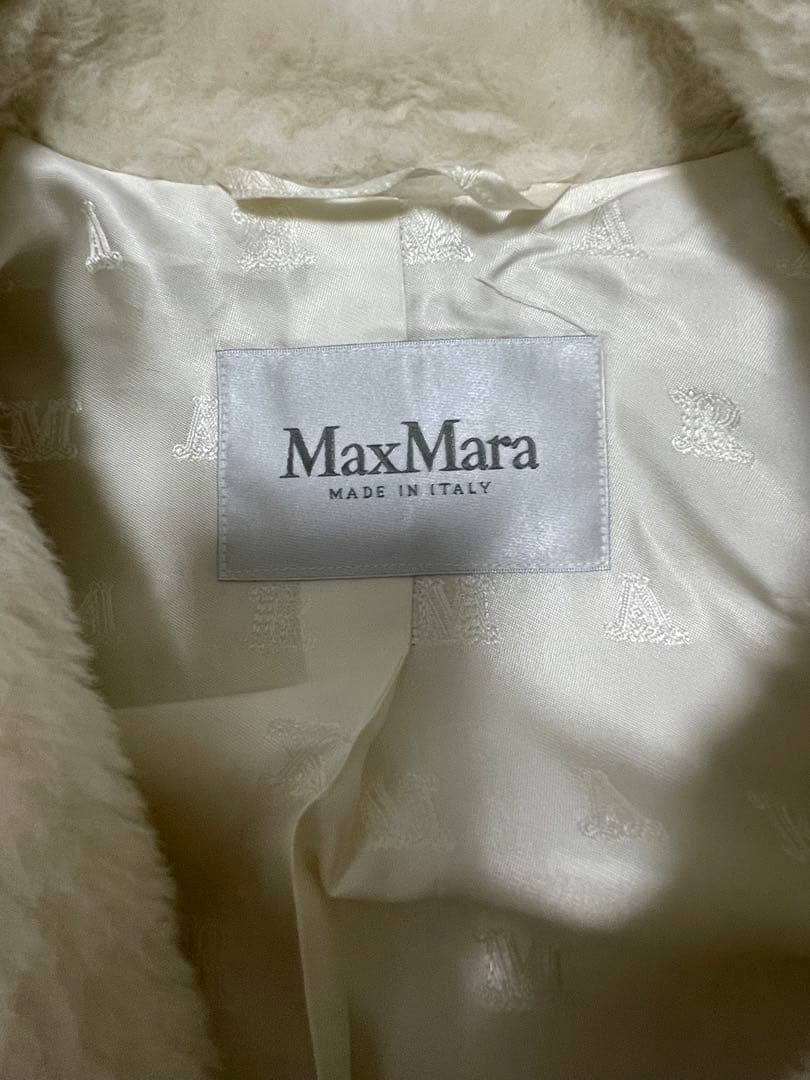 A R M A
M A R
MaxMara
MADE IN ITALY
M R M A
R M A
M